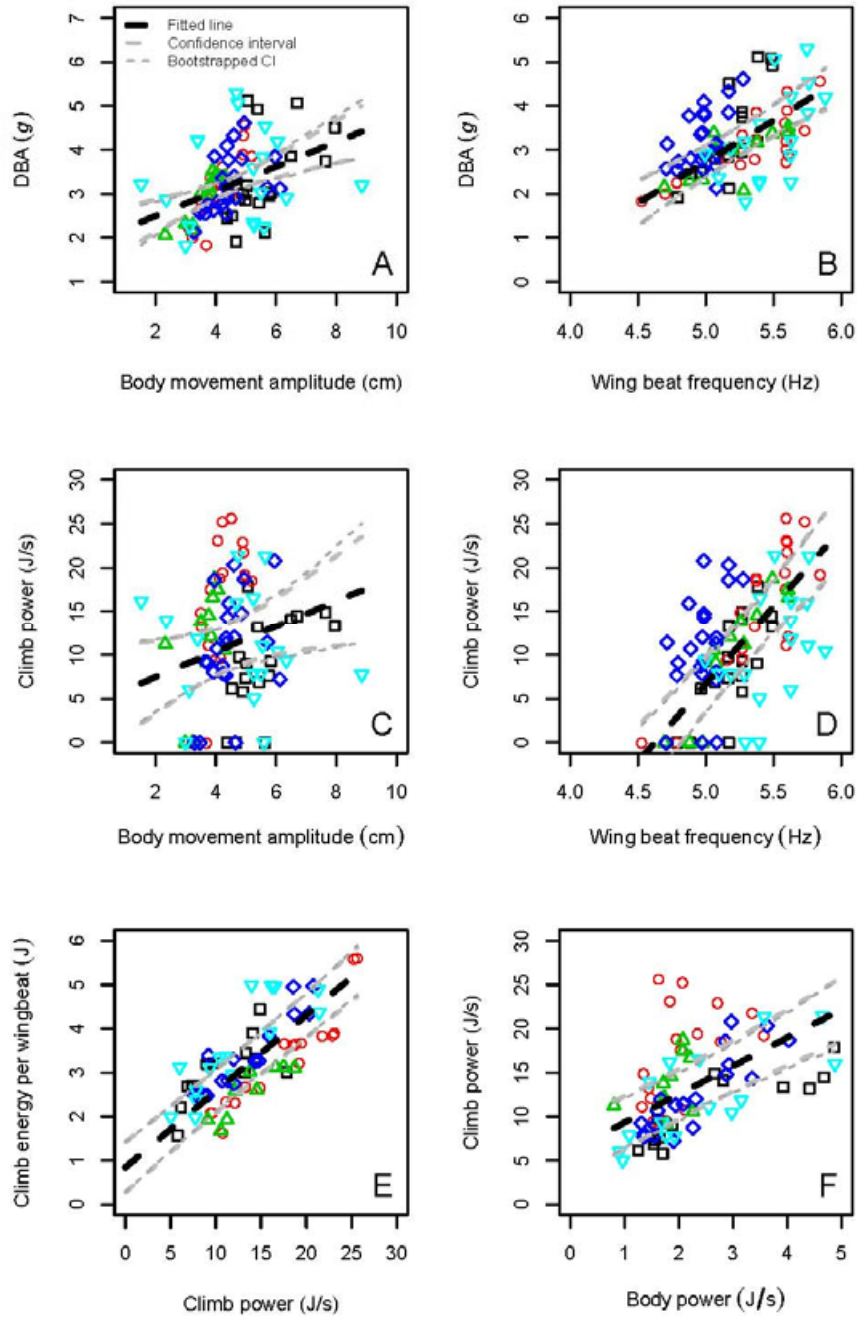 Fitted line
Confidence interval
Bootstrapped CI
DBA (g)
7
6
5
4
3
2
1
A
2 4 6 8 10
Body movement amplitude (cm)
DBA (g)
6
5
4
3
2
1
0
B
4.0 4.5 5.0 5.5 6.0
Wing beat frequency (Hz)
Climb power (J/s)
30
25
20
15
10
5
0
C
2 4 6 8 10
Body movement amplitude (cm)
Climb power (J/s)
30
25
20
15
10
5
0
D
4.0 4.5 5.0 5.5 6.0
Wing beat frequency (Hz)
Climb energy per wingbeat (J)
6
5
4
3
2
1
0
E
0 5 10 15 20 25 30
Climb power (J/s)
Climb power (J/s)
30
25
20
15
10
5
0
F
0 1 2 3 4 5
Body power (J/s)